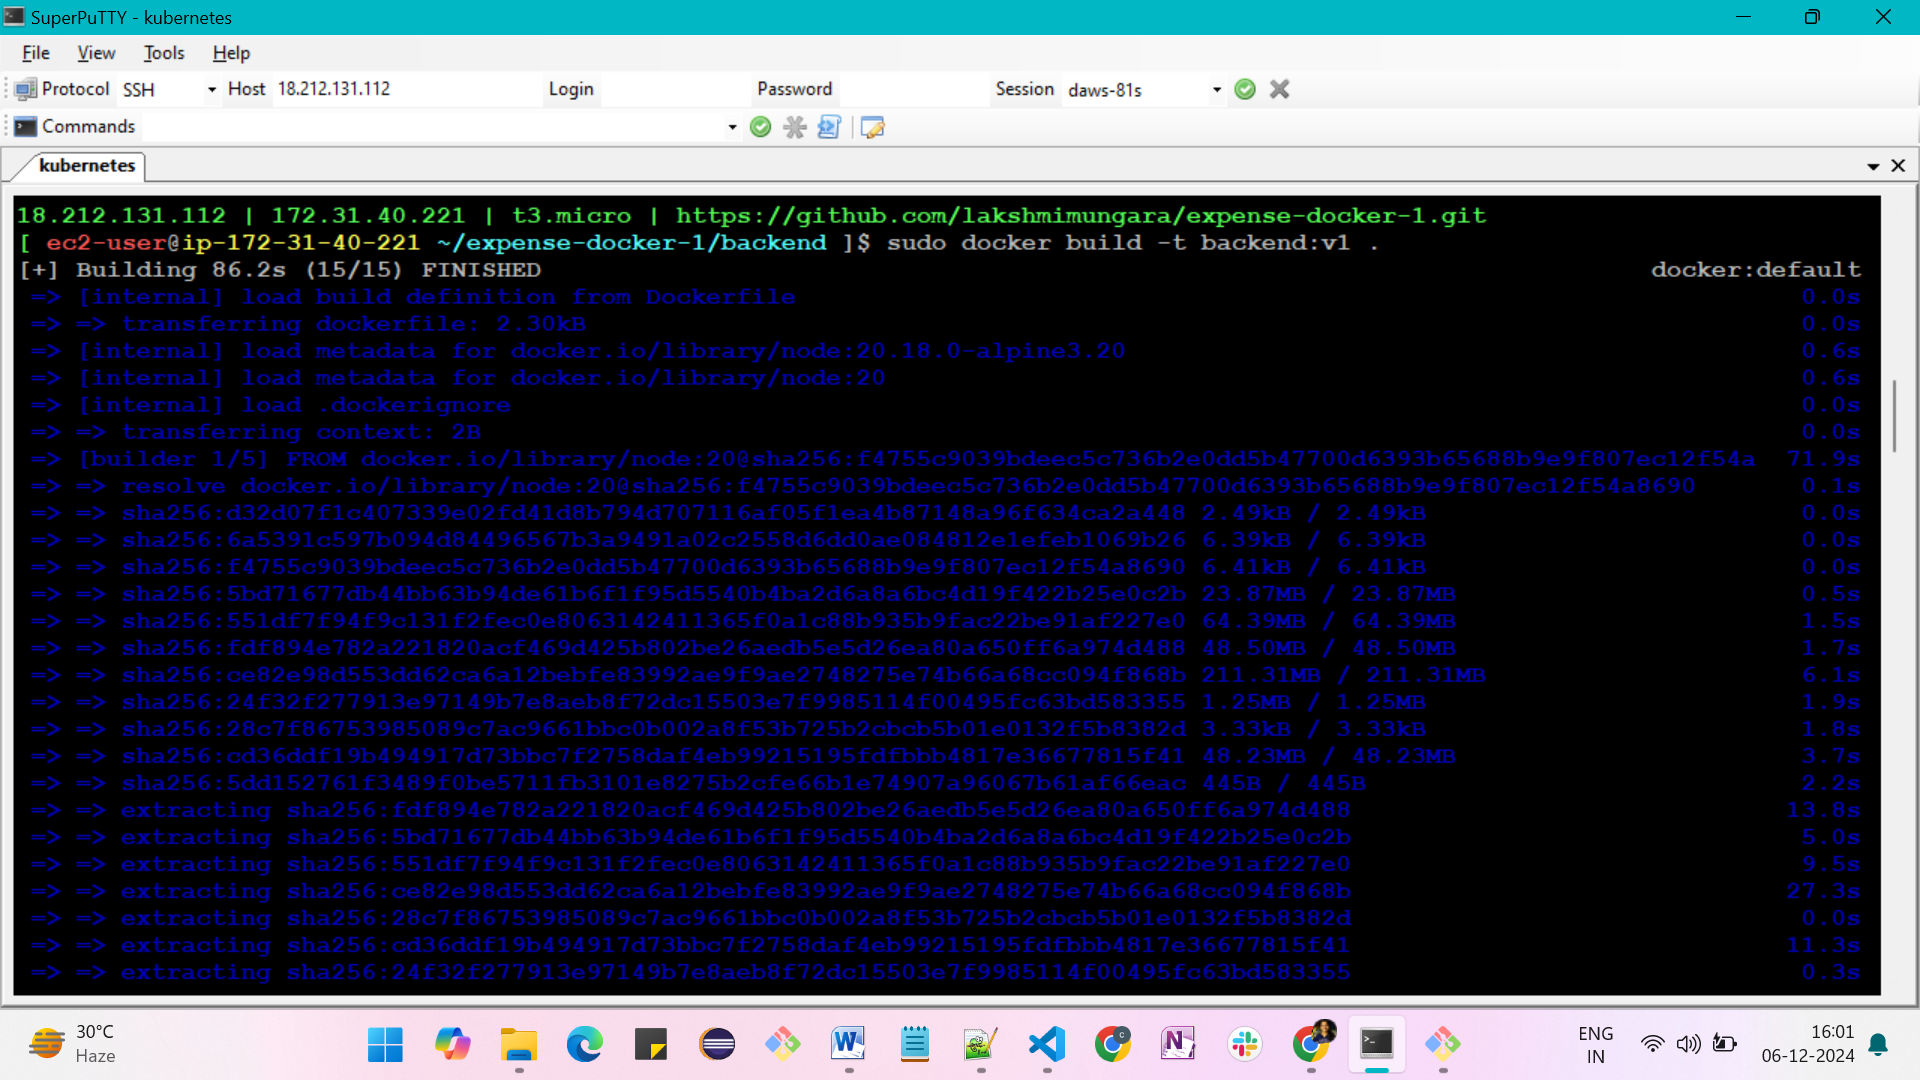 SuperPuTTY - kubernetes
File View Tools Help
Protocol SSH Host 18.212.131.112 Login Password Session daws-81s
Commands
kubernetes
18.212.131.112 | 172.31.40.221 | t3.micro | https://github.com/lakshmimungara/expense-docker-1.git
[ ec2-user@ip-172-31-40-221 ~/expense-docker-1/backend ]$ sudo docker build -t backend:v1 .
[+] Building 86.2s (15/15) FINISHED docker:default
=> [internal] load build definition from Dockerfile 0.0s
=> => transferring dockerfile: 2.30kB 0.0s
=> [internal] load metadata for docker.io/library/node:20.18.0-alpine3.20 0.6s
=> [internal] load metadata for docker.io/library/node:20 0.6s
=> [internal] load .dockerignore 0.0s
=> => transferring context: 2B 0.0s
=> [builder 1/5] FROM docker.io/library/node:20@sha256:f4755c9039bdeec5c736b2e0dd5b47700d6393b65688b9e9f807ec12f54a 71.9s
=> => resolve docker.io/library/node:20@sha256:f4755c9039bdeec5c736b2e0dd5b47700d6393b65688b9e9f807ec12f54a8690 0.1s
=> => sha256:d32d07f1c407339e02fd41d8b794d707116af05f1ea4b87148a96f634ca2a448 2.49kB / 2.49kB 0.0s
=> => sha256:6a5391c597b094d84496567b3a9491a02c2558d6dd0ae084812e1efeb1069b26 6.39kB / 6.39kB 0.0s
=> => sha256:f4755c9039bdeec5c736b2e0dd5b47700d6393b65688b9e9f807ec12f54a8690 6.41kB / 6.41kB 0.0s
=> => sha256:5bd71677db44bb63b94de61b6f1f95d5540b4ba2d6a8a6bc4d19f422b25e0c2b 23.87MB / 23.87MB 0.5s
=> => sha256:551df7f94f9c131f2fec0e8063142411365f0a1c88b935b9fac22be91af227e0 64.39MB / 64.39MB 1.5s
=> => sha256:fdf894e782a221820acf469d425b802be26aedb5e5d26ea80a650ff6a974d488 48.50MB / 48.50MB 1.7s
=> => sha256:ce82e98d553dd62ca6a12bebfe83992ae9f9ae2748275e74b66a68cc094f868b 211.31MB / 211.31MB 6.1s
=> => sha256:24f32f277913e97149b7e8aeb8f72dc15503e7f9985114f00495fc63bd583355 1.25MB / 1.25MB 1.9s
=> => sha256:28c7f86753985089c7ac9661bbc0b002a8f53b725b2cbcb5b01e0132f5b8382d 3.33kB / 3.33kB 1.8s
=> => sha256:cd36ddf19b494917d73bbc7f2758daf4eb99215195fdfbbb4817e36677815f41 48.23MB / 48.23MB 3.7s
=> => sha256:5dd152761f3489f0be5711fb3101e8275b2cfe66b1e74907a96067b61af66eac 445B / 445B 2.2s
=> => extracting sha256:fdf894e782a221820acf469d425b802be26aedb5e5d26ea80a650ff6a974d488 13.8s
=> => extracting sha256:5bd71677db44bb63b94de61b6f1f95d5540b4ba2d6a8a6bc4d19f422b25e0c2b 5.0s
=> => extracting sha256:551df7f94f9c131f2fec0e8063142411365f0a1c88b935b9fac22be91af227e0 9.5s
=> => extracting sha256:ce82e98d553dd62ca6a12bebfe83992ae9f9ae2748275e74b66a68cc094f868b 27.3s
=> => extracting sha256:28c7f86753985089c7ac9661bbc0b002a8f53b725b2cbcb5b01e0132f5b8382d 0.0s
=> => extracting sha256:cd36ddf19b494917d73bbc7f2758daf4eb99215195fdfbbb4817e36677815f41 11.3s
=> => extracting sha256:24f32f277913e97149b7e8aeb8f72dc15503e7f9985114f00495fc63bd583355 0.3s
30°C
Haze
ENG
IN
16:01
06-12-2024